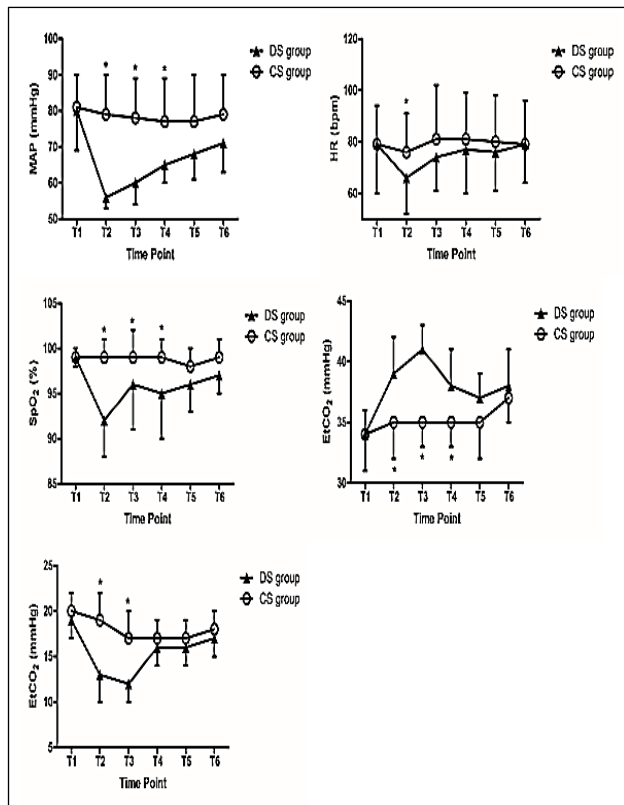 DS group
CS group
MAP (mmHg)
90
80
70
60
50
* * *
T1 T2 T3 T4 T5 T6
Time Point
DS group
CS group
HR (bpm)
120
100
80
60
*
T1 T2 T3 T4 T5 T6
Time Point
DS group
CS group
SpO2 (%)
105
100
95
90
85
* * *
T1 T2 T3 T4 T5 T6
Time Point
DS group
CS group
EtCO2 (mmHg)
45
40
35
30
* * *
T1 T2 T3 T4 T5 T6
Time Point
DS group
CS group
EtCO2 (mmHg)
25
20
15
10
5
* *
T1 T2 T3 T4 T5 T6
Time Point